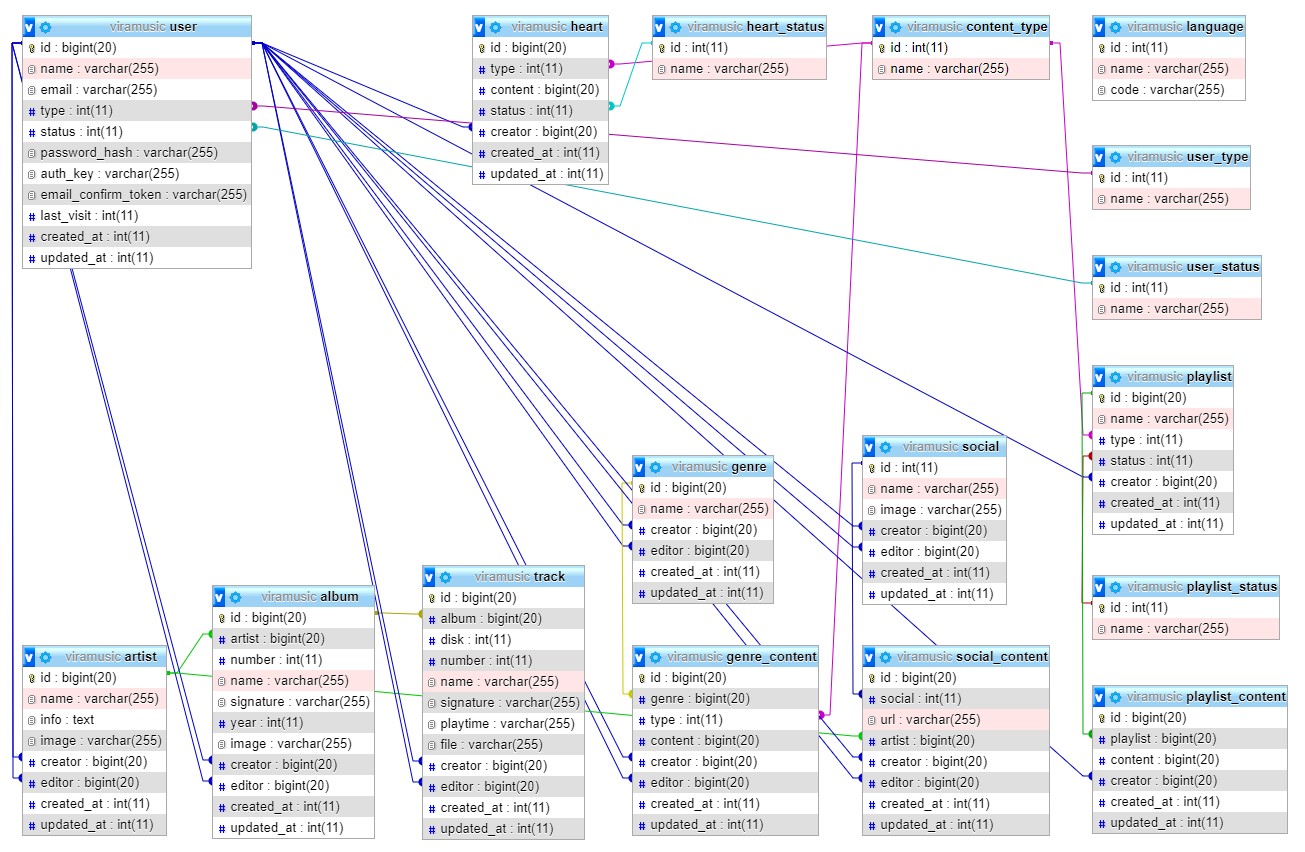 viramusic user
id : bigint(20)
name : varchar(255)
email : varchar(255)
type : int(11)
status : int(11)
password_hash : varchar(255)
auth_key : varchar(255)
email_confirm_token : varchar(255)
last_visit : int(11)
created_at : int(11)
updated_at : int(11)
viramusic heart
id : bigint(20)
type : int(11)
content : bigint(20)
status : int(11)
creator : bigint(20)
created_at : int(11)
updated_at : int(11)
viramusic heart_status
id : int(11)
name : varchar(255)
viramusic content_type
id : int(11)
name : varchar(255)
viramusic language
id : int(11)
name : varchar(255)
code : varchar(255)
viramusic user_type
id : int(11)
name : varchar(255)
viramusic user_status
id : int(11)
name : varchar(255)
viramusic playlist
id : bigint(20)
name : varchar(255)
type : int(11)
status : int(11)
creator : bigint(20)
created_at : int(11)
updated_at : int(11)
viramusic social
id : int(11)
name : varchar(255)
image : varchar(255)
creator : bigint(20)
editor : bigint(20)
created_at : int(11)
updated_at : int(11)
viramusic genre
id : bigint(20)
name : varchar(255)
creator : bigint(20)
editor : bigint(20)
created_at : int(11)
updated_at : int(11)
viramusic track
id : bigint(20)
album : bigint(20)
disk : int(11)
number : int(11)
name : varchar(255)
signature : varchar(255)
playtime : varchar(255)
file : varchar(255)
creator : bigint(20)
editor : bigint(20)
created_at : int(11)
updated_at : int(11)
viramusic album
id : bigint(20)
artist : bigint(20)
number : int(11)
name : varchar(255)
signature : varchar(255)
year : int(11)
image : varchar(255)
creator : bigint(20)
editor : bigint(20)
created_at : int(11)
updated_at : int(11)
viramusic artist
id : bigint(20)
name : varchar(255)
info : text
image : varchar(255)
creator : bigint(20)
editor : bigint(20)
created_at : int(11)
updated_at : int(11)
viramusic genre_content
id : bigint(20)
genre : bigint(20)
type : int(11)
content : bigint(20)
creator : bigint(20)
editor : bigint(20)
created_at : int(11)
updated_at : int(11)
viramusic social_content
id : bigint(20)
social : int(11)
url : varchar(255)
artist : bigint(20)
creator : bigint(20)
editor : bigint(20)
created_at : int(11)
updated_at : int(11)
viramusic playlist_status
id : int(11)
name : varchar(255)
viramusic playlist_content
id : bigint(20)
playlist : bigint(20)
content : bigint(20)
creator : bigint(20)
created_at : int(11)
updated_at : int(11)